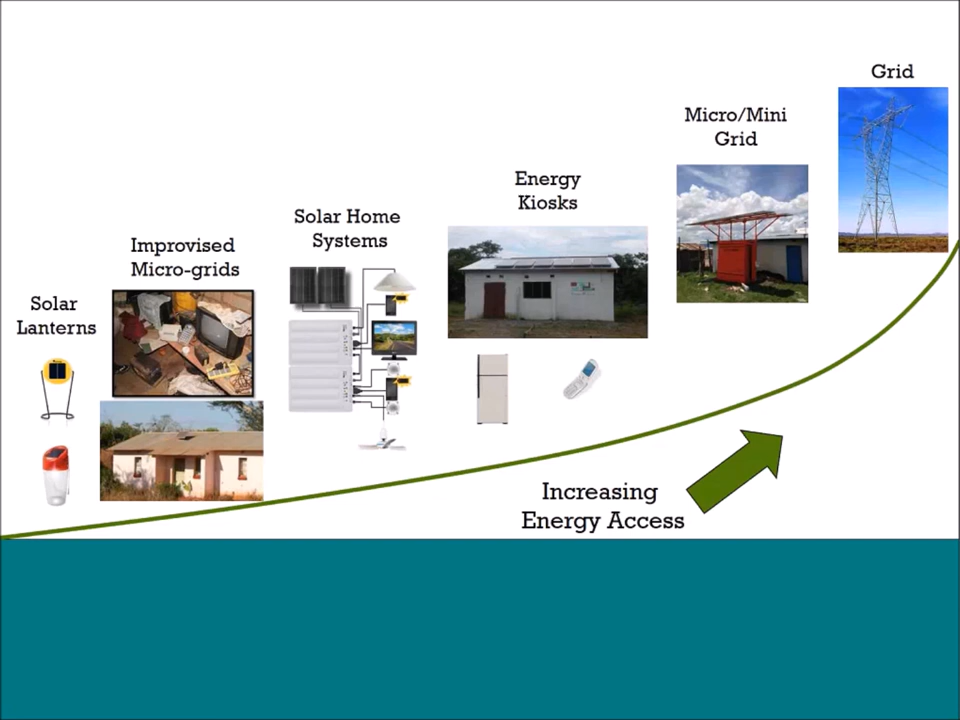 Grid
Micro/Mini
Grid
Energy
Kiosks
Solar Home
Systems
Improvised
Micro-grids
Solar
Lanterns
Increasing
Energy Access